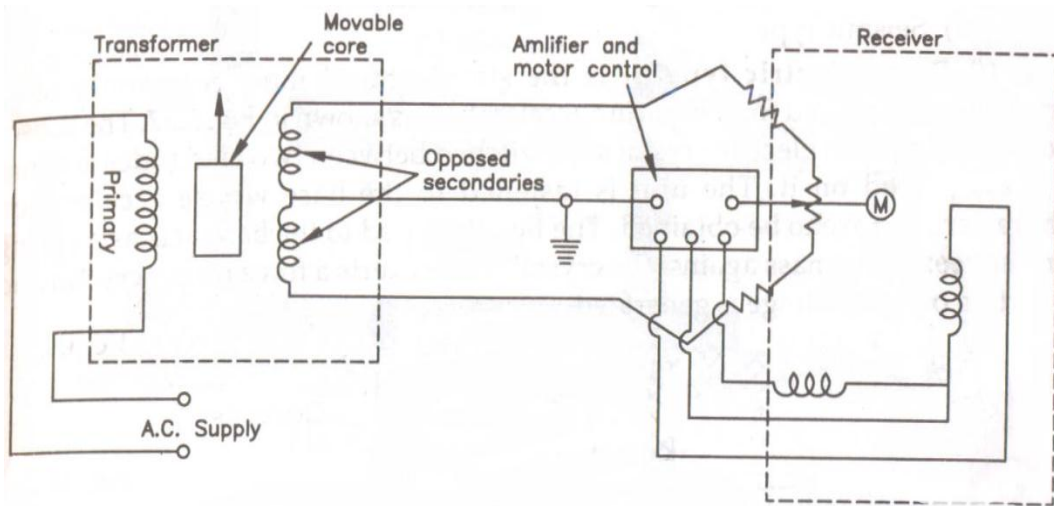 Transformer
Movable
core
Amlifier and
motor control
Receiver
Primary
Opposed
secondaries
M
A.C. Supply